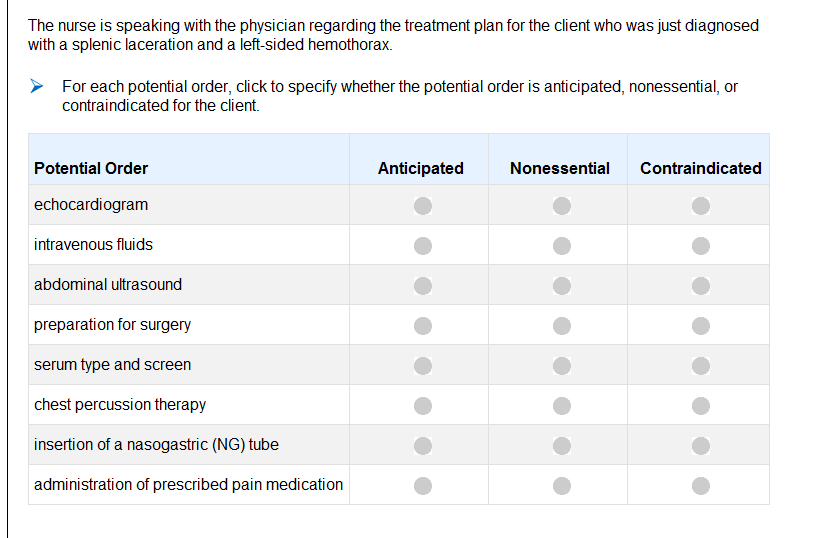 The nurse is speaking with the physician regarding the treatment plan for the client who was just diagnosed
with a splenic laceration and a left-sided hemothorax.
For each potential order, click to specify whether the potential order is anticipated, nonessential, or
contraindicated for the client.
Potential Order Anticipated Nonessential Contraindicated
echocardiogram
intravenous fluids
abdominal ultrasound
preparation for surgery
serum type and screen
chest percussion therapy
insertion of a nasogastric (NG) tube
administration of prescribed pain medication